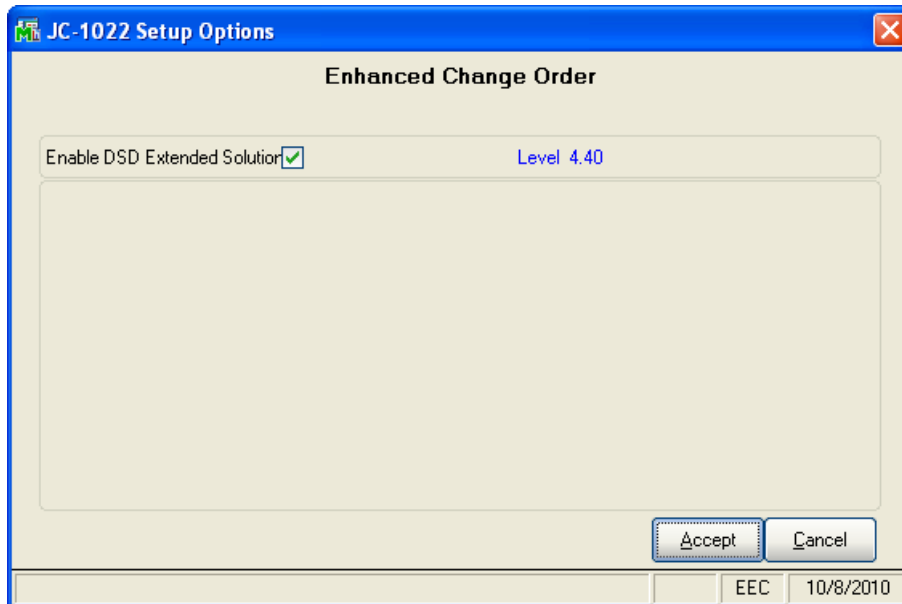 JC-1022 Setup Options
Enhanced Change Order
Enable DSD Extended Solution
Level 4.40
Accept
Cancel
EEC
10/8/2010